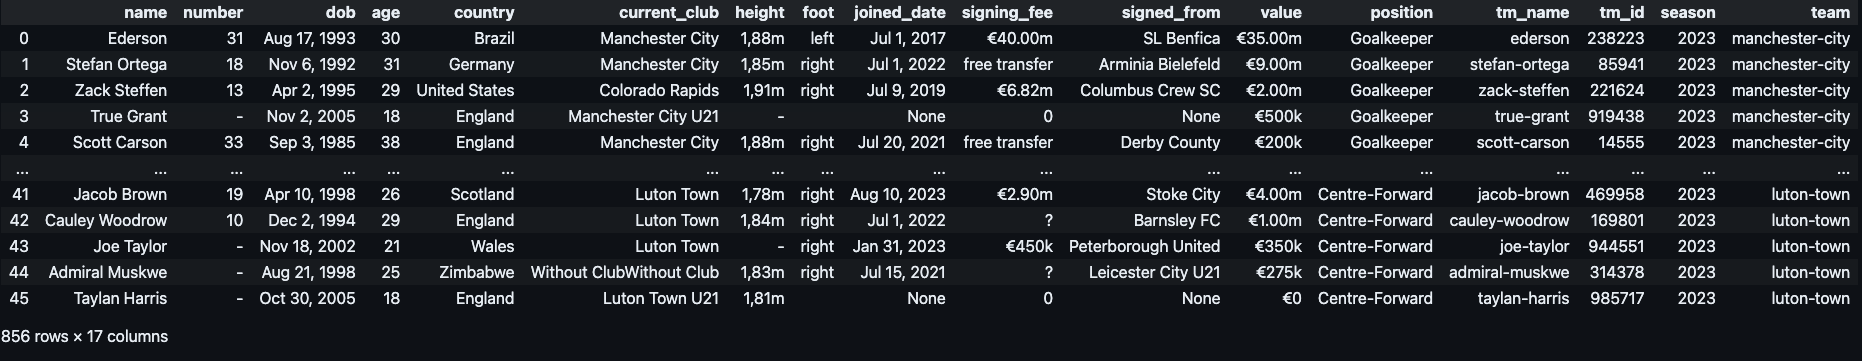 name number dob age country current_club height foot joined_date signing_fee signed_from value position tm_name tm_id season team
0 Ederson 31 Aug 17, 1993 30 Brazil Manchester City 1,88m left Jul 1, 2017 €40.00m SL Benfica €35.00m Goalkeeper ederson 238223 2023 manchester-city
1 Stefan Ortega 18 Nov 6, 1992 31 Germany Manchester City 1,85m right Jul 1, 2022 free transfer Arminia Bielefeld €9.00m Goalkeeper stefan-ortega 85941 2023 manchester-city
2 Zack Steffen 13 Apr 2, 1995 29 United States Colorado Rapids 1,91m right Jul 9, 2019 €6.82m Columbus Crew SC €2.00m Goalkeeper zack-steffen 221624 2023 manchester-city
3 True Grant - Nov 2, 2005 18 England Manchester City U21 - None 0 None €500k Goalkeeper true-grant 919438 2023 manchester-city
4 Scott Carson 33 Sep 3, 1985 38 England Manchester City 1,88m right Jul 20, 2021 free transfer Derby County €200k Goalkeeper scott-carson 14555 2023 manchester-city
... ... ... ... ... ... ... ... ... ... ... ... ... ... ... ... ... ...
41 Jacob Brown 19 Apr 10, 1998 26 Scotland Luton Town 1,78m right Aug 10, 2023 €2.90m Stoke City €4.00m Centre-Forward jacob-brown 469958 2023 luton-town
42 Cauley Woodrow 10 Dec 2, 1994 29 England Luton Town 1,84m right Jul 1, 2022 ? Barnsley FC €1.00m Centre-Forward cauley-woodrow 169801 2023 luton-town
43 Joe Taylor - Nov 18, 2002 21 Wales Luton Town - right Jan 31, 2023 €450k Peterborough United €350k Centre-Forward joe-taylor 944551 2023 luton-town
44 Admiral Muskwe - Aug 21, 1998 25 Zimbabwe Without ClubWithout Club 1,83m right Jul 15, 2021 ? Leicester City U21 €275k Centre-Forward admiral-muskwe 314378 2023 luton-town
45 Taylan Harris - Oct 30, 2005 18 England Luton Town U21 1,81m None 0 None €0 Centre-Forward taylan-harris 985717 2023 luton-town
856 rows × 17 columns